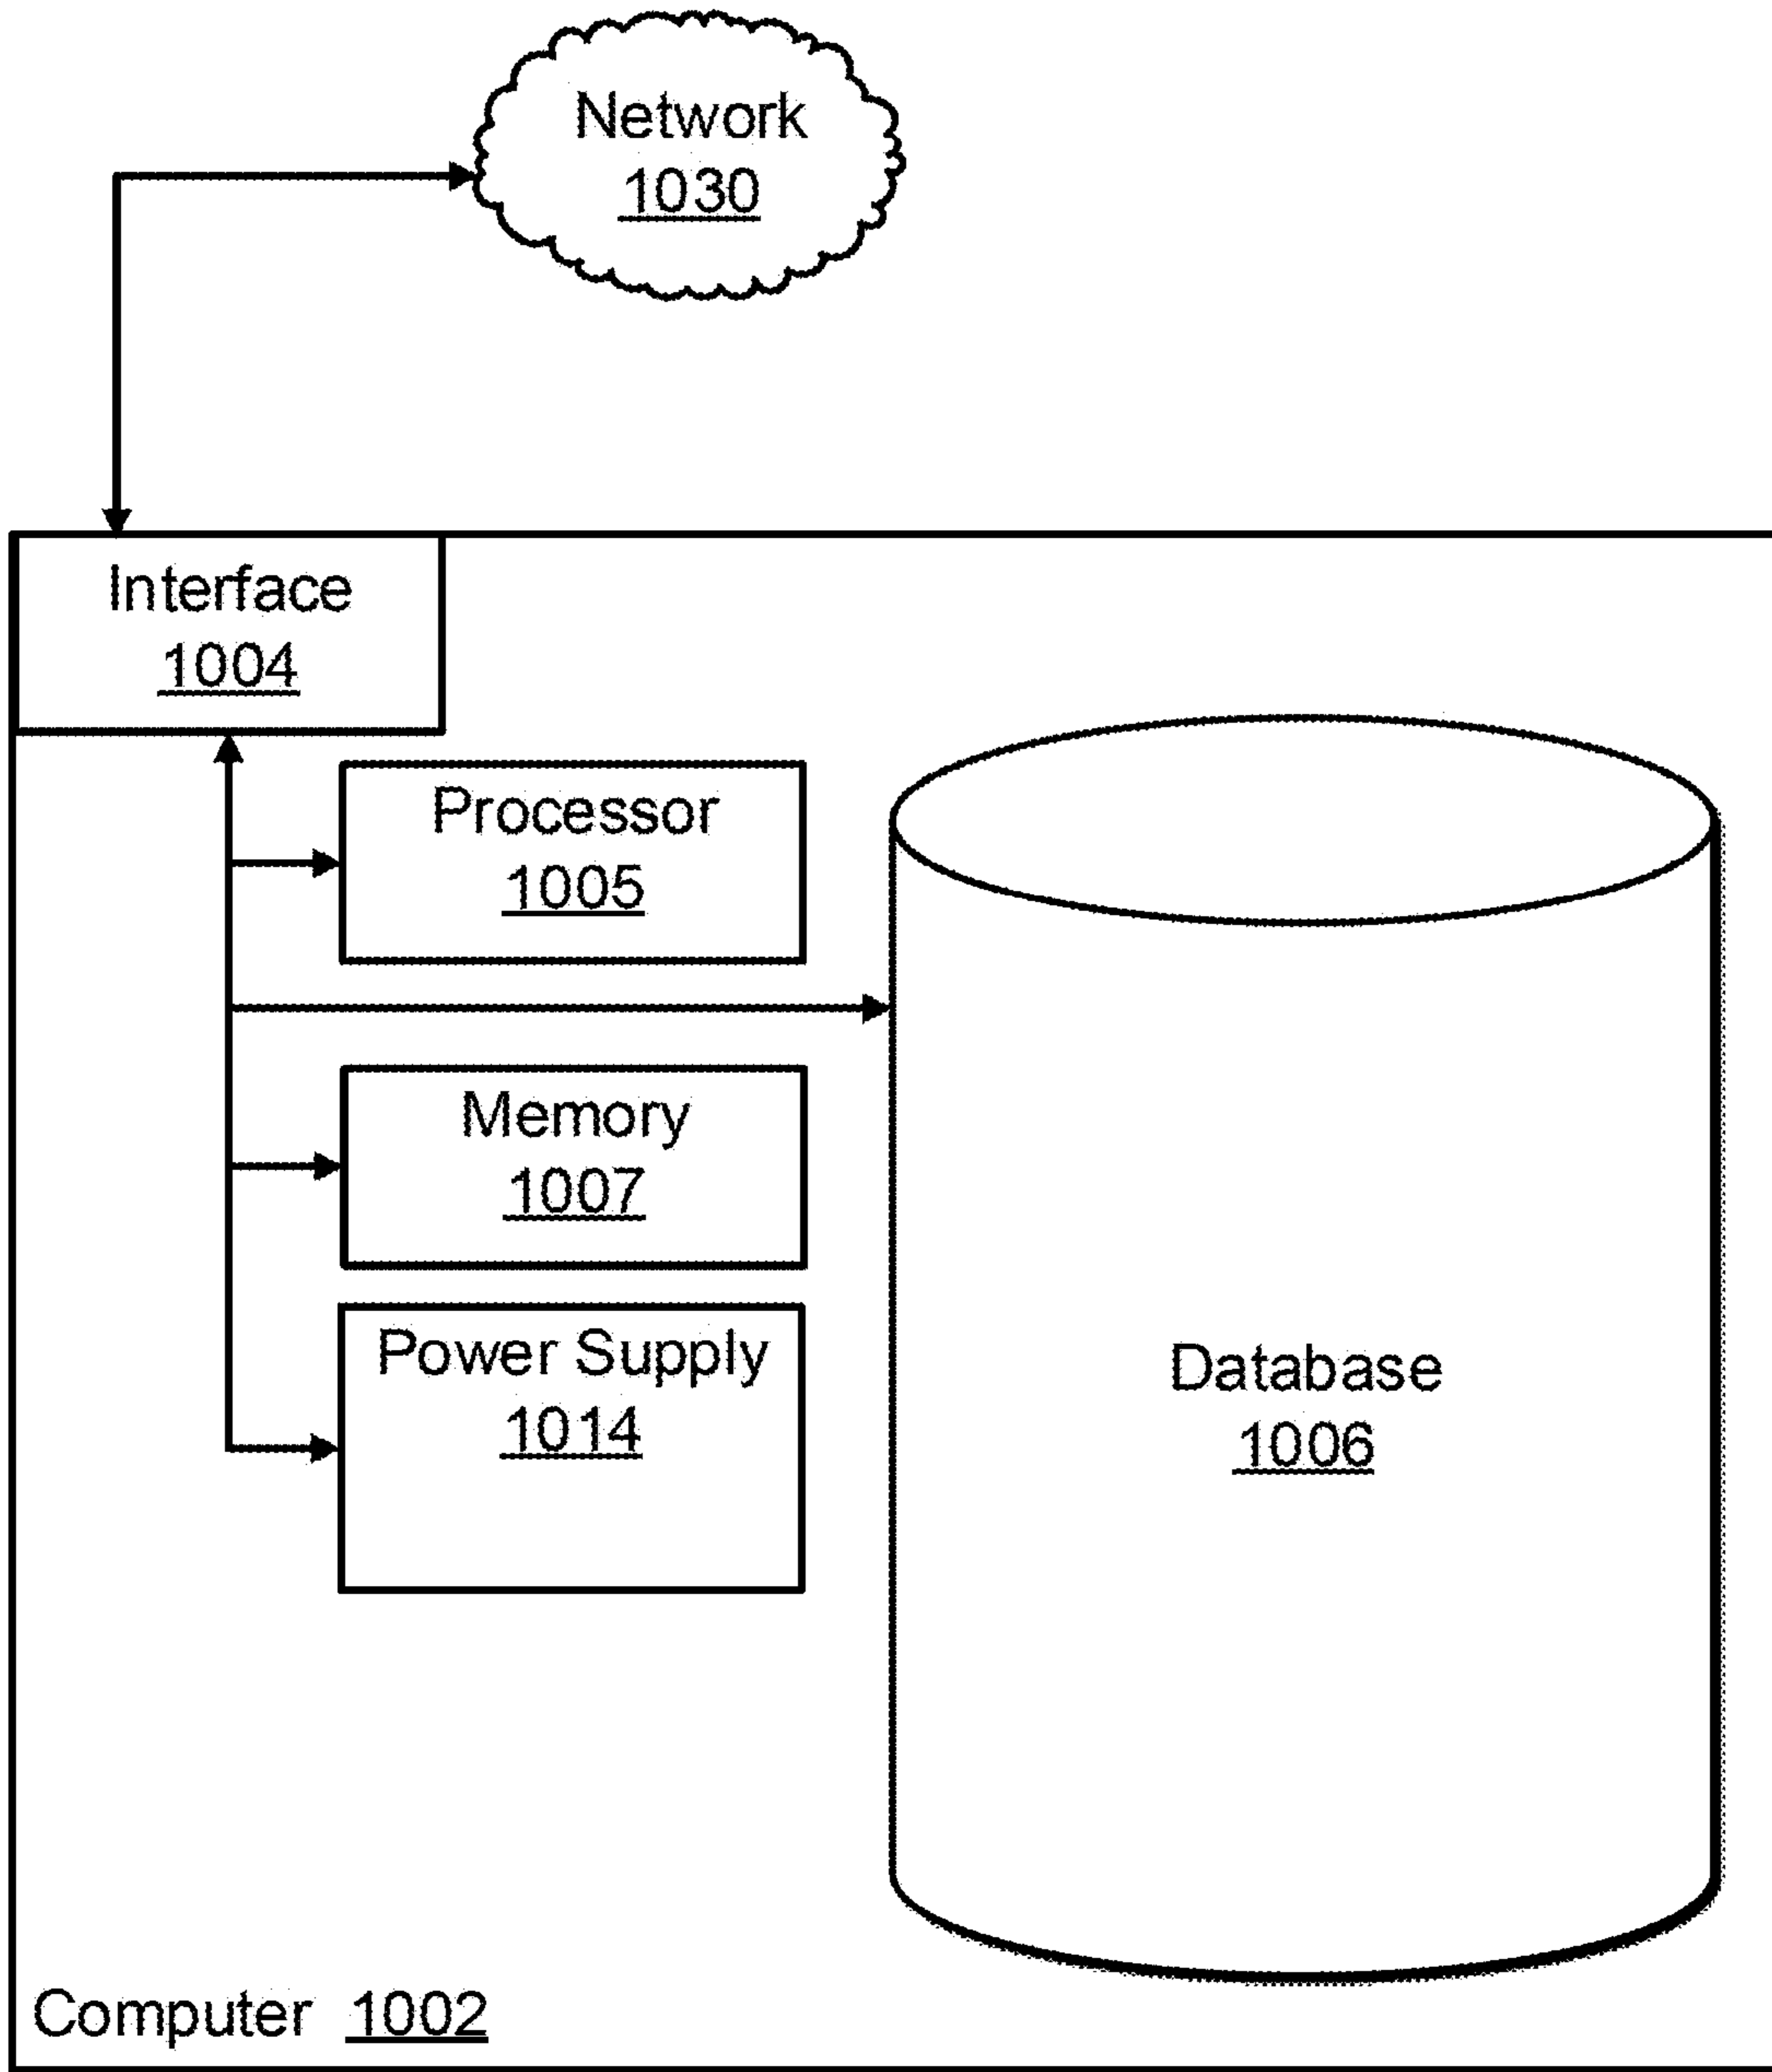 Network
1030
Interface
1004
Processor
1005
Memory
1007
Power Supply
1014
Database
1006
Computer 1002